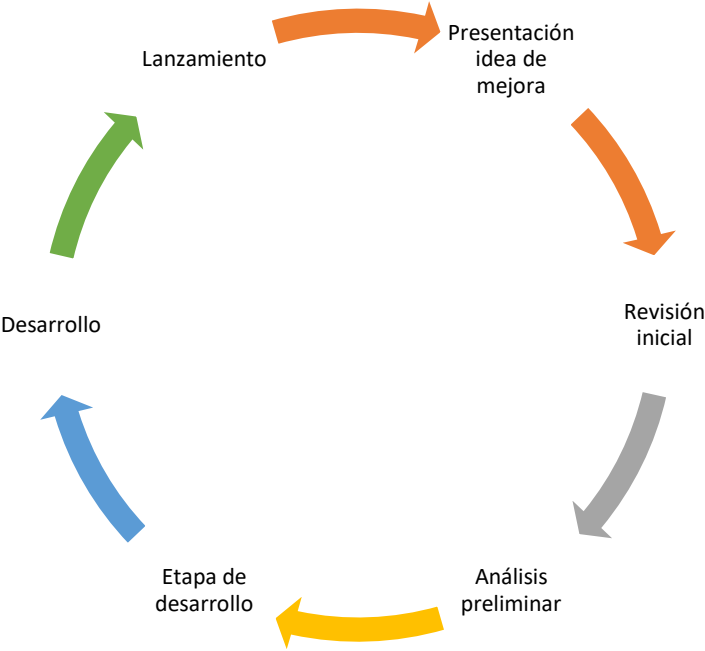 Presentación
idea de
mejora
Revisión
inicial
Análisis
preliminar
Etapa de
desarrollo
Desarrollo
Lanzamiento